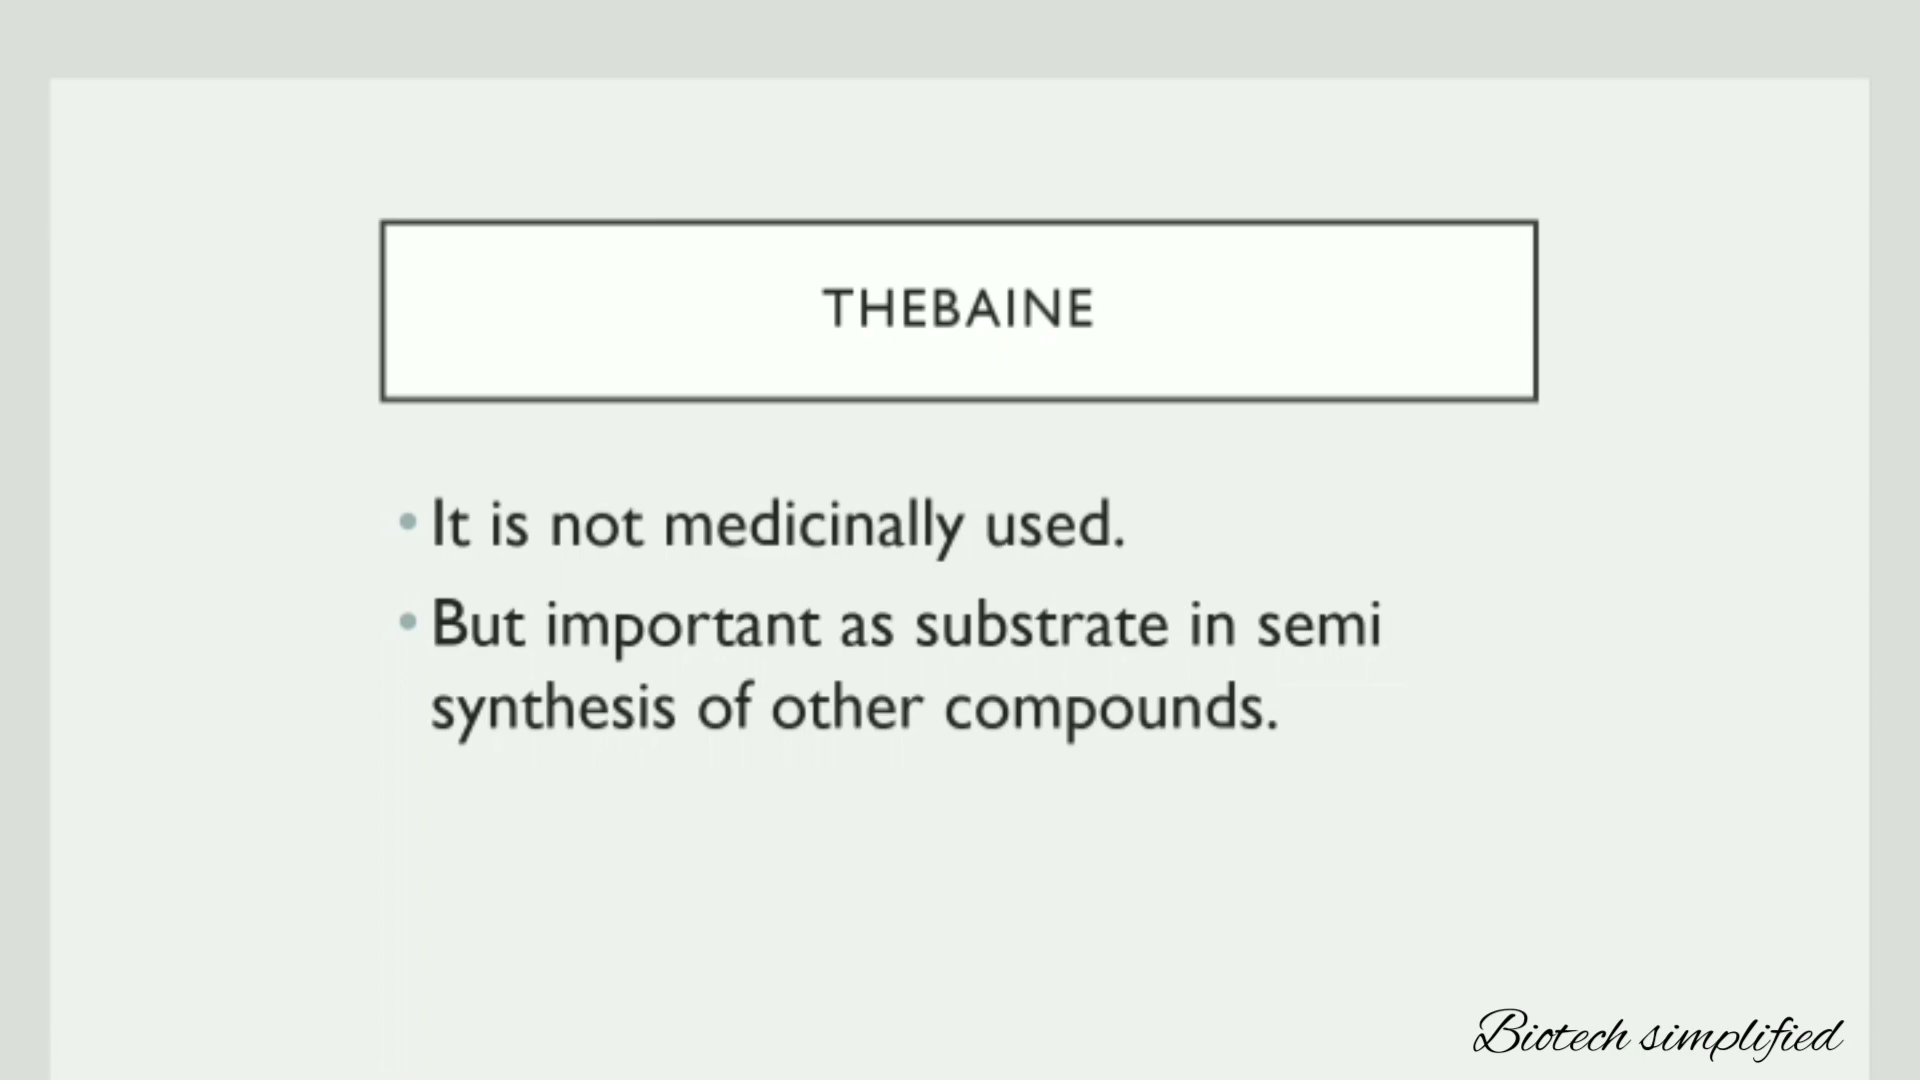 THEBAINE
• It is not medicinally used.
• But important as substrate in semi
synthesis of other compounds.
Biotech simplified